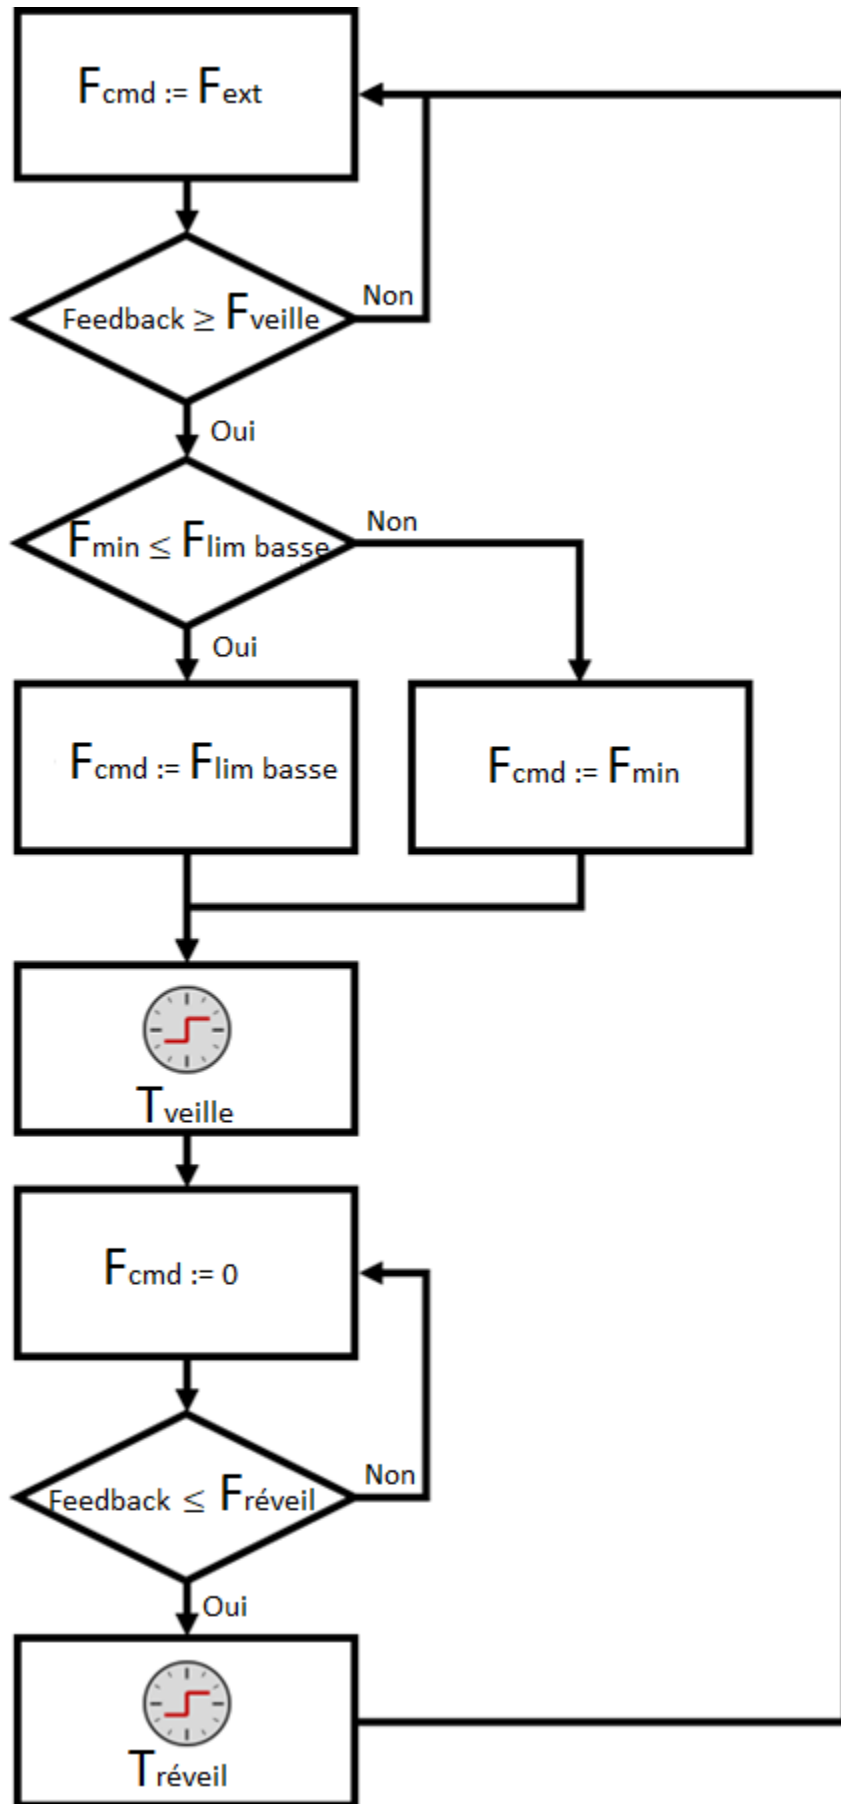 Fcmd := Fext
Feedback ≥ Fveille
Non
Oui
Fmin ≤ Flim basse
Non
Oui
Fcmd := Flim basse
Fcmd := Fmin
Tveille
Fcmd := 0
Feedback ≤ Fréveil
Non
Oui
Tréveil